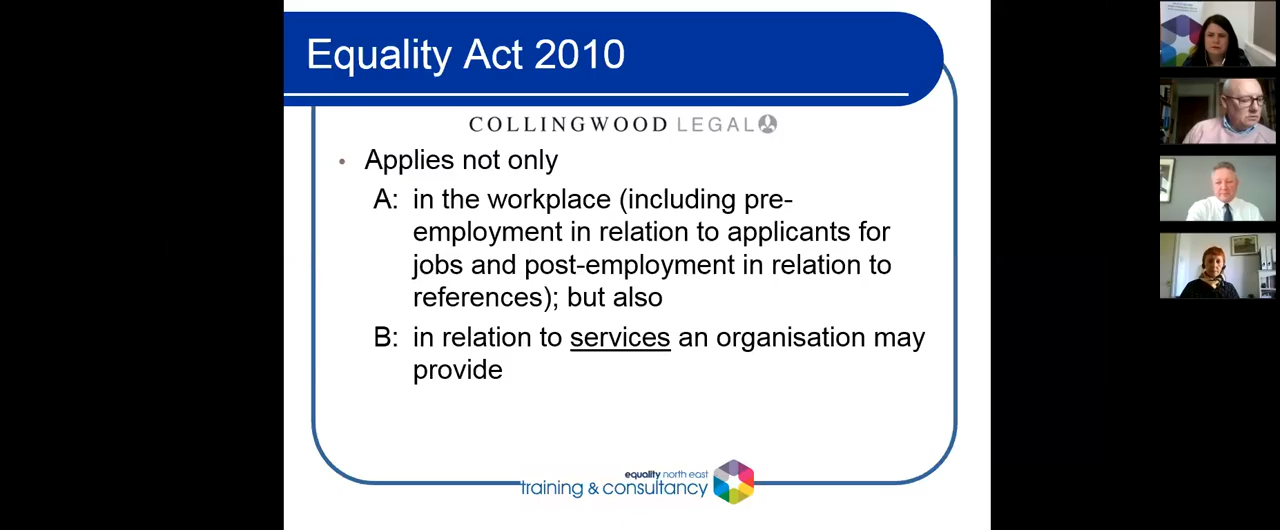 Equality Act 2010
COLLINGWOOD LEGAL
• Applies not only
A: in the workplace (including pre-
employment in relation to applicants for
jobs and post-employment in relation to
references); but also
B: in relation to services an organisation may
provide
equality north east
training & consultancy